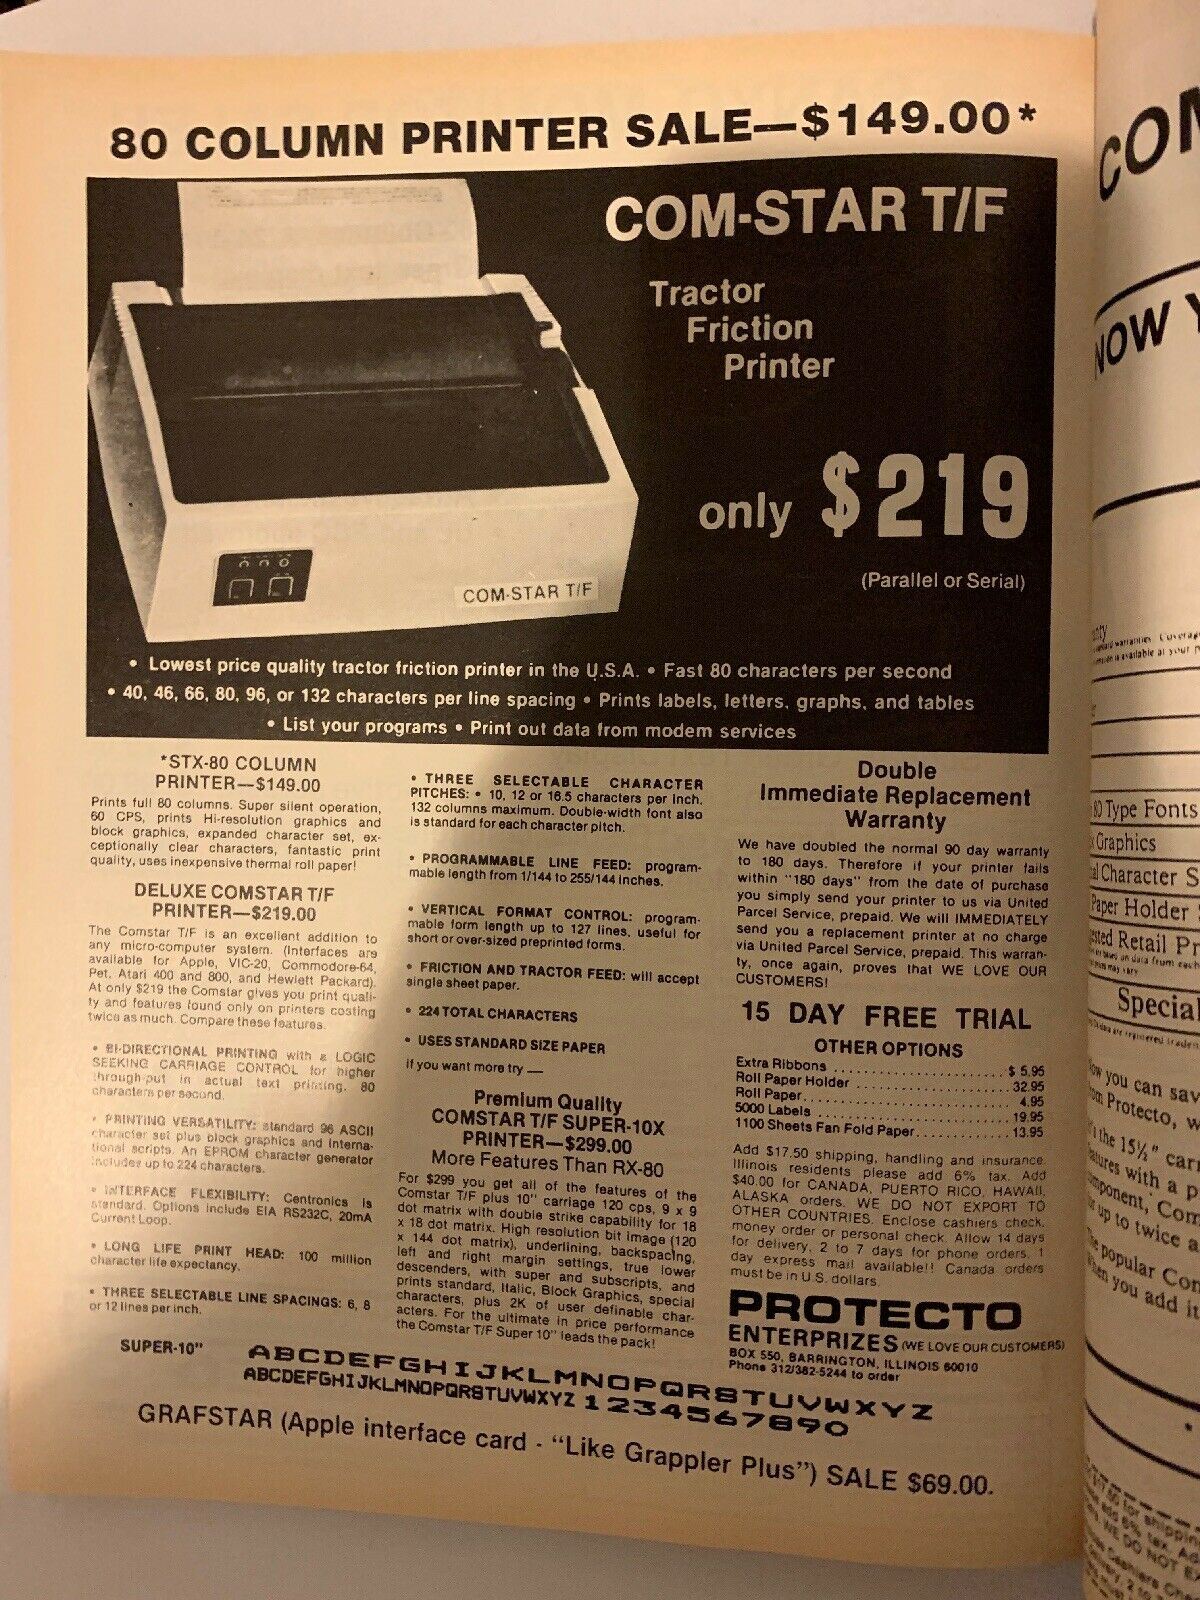 80 COLUMN PRINTER SALE—$149.00*
COM-STAR T/F
Tractor
Friction
Printer
only $219
(Parallel or Serial)
COM-STAR T/F
• Lowest price quality tractor friction printer in the U.S.A. • Fast 80 characters per second
• 40, 46, 66, 80, 96, or 132 characters per line spacing • Prints labels, letters, graphs, and tables
• List your programs • Print out data from modem services
*STX-80 COLUMN
PRINTER—$149.00
Prints full 80 columns. Super silent operation,
60 CPS, prints Hi-resolution graphics and
block graphics, expanded character set, ex-
ceptionally clear characters, fantastic print
quality, uses inexpensive thermal roll paper!
DELUXE COMSTAR T/F
PRINTER—$219.00
The Comstar T/F is an excellent addition to
any micro-computer system. (Interfaces are
available for Apple, VIC-20, Commodore-64,
Pet, Atari 400 and 800, and Hewlett Packard).
At only $219 the Comstar gives you print quali-
ty and features found only on printers costing
twice as much. Compare these features.
• BI-DIRECTIONAL PRINTING with a LOGIC
SEEKING CARRIAGE CONTROL for higher
through-put in actual text printing. 80
characters per second.
• PRINTING VERSATILITY: standard 96 ASCII
character set plus block graphics and interna-
tional scripts. An EPROM character generator
includes up to 224 characters.
• INTERFACE FLEXIBILITY: Centronics is
standard. Options include EIA RS232C, 20mA
Current Loop.
• LONG LIFE PRINT HEAD: 100 million
character life expectancy.
• THREE SELECTABLE LINE SPACINGS: 6, 8
or 12 lines per inch.
• THREE SELECTABLE CHARACTER
PITCHES: • 10, 12 or 16.5 characters per inch.
132 columns maximum. Double-width font also
is standard for each character pitch.
• PROGRAMMABLE LINE FEED: program-
mable length from 1/144 to 255/144 inches.
• VERTICAL FORMAT CONTROL: program-
mable form length up to 127 lines, useful for
short or over-sized preprinted forms.
• FRICTION AND TRACTOR FEED: will accept
single sheet paper.
• 224 TOTAL CHARACTERS
• USES STANDARD SIZE PAPER
If you want more try —
Premium Quality
COMSTAR T/F SUPER-10X
PRINTER—$299.00
More Features Than RX-80
For $299 you get all of the features of the
Comstar T/F plus 10" carriage 120 cps, 9 x 9
dot matrix with double strike capability for 18
x 18 dot matrix. High resolution bit image (120
x 144 dot matrix), underlining, backspacing,
left and right margin settings, true lower
descenders, with super and subscripts, and
prints standard, Italic, Block Graphics, special
characters, plus 2K of user definable char-
acters. For the ultimate in price performance
the Comstar T/F Super 10" leads the pack!
Double
Immediate Replacement
Warranty
We have doubled the normal 90 day warranty
to 180 days. Therefore if your printer fails
within "180 days" from the date of purchase
you simply send your printer to us via United
Parcel Service, prepaid. We will IMMEDIATELY
send you a replacement printer at no charge
via United Parcel Service, prepaid. This warran-
ty, once again, proves that WE LOVE OUR
CUSTOMERS!
15 DAY FREE TRIAL
OTHER OPTIONS
Extra Ribbons ........ $ 5.95
Roll Paper Holder ........ 32.95
Roll Paper ........ 4.95
5000 Labels ........ 19.95
1100 Sheets Fan Fold Paper ........ 13.95
Add $17.50 shipping, handling and insurance.
Illinois residents please add 6% tax. Add
$40.00 for CANADA, PUERTO RICO, HAWAII,
ALASKA orders. WE DO NOT EXPORT TO
OTHER COUNTRIES. Enclose cashiers check,
money order or personal check. Allow 14 days
for delivery, 2 to 7 days for phone orders, 1
day express mail available!! Canada orders
must be in U.S. dollars.
PROTECTO
ENTERPRIZES (WE LOVE OUR CUSTOMERS)
BOX 550, BARRINGTON, ILLINOIS 60010
Phone 312/382-5244 to order
SUPER-10"
ABCDEFGHIJKLMNOPQRSTUVWXYZ
ABCDEFGHIJKLMNOPQRSTUVWXYZ 1234567890
GRAFSTAR (Apple interface card - "Like Grappler Plus") SALE $69.00.
NOW
80 Type Fonts
Graphics
Character
Paper Holder
Retail
Special
you can save
Protecto,
the 15½"
with a
up to twice
popular
you add it